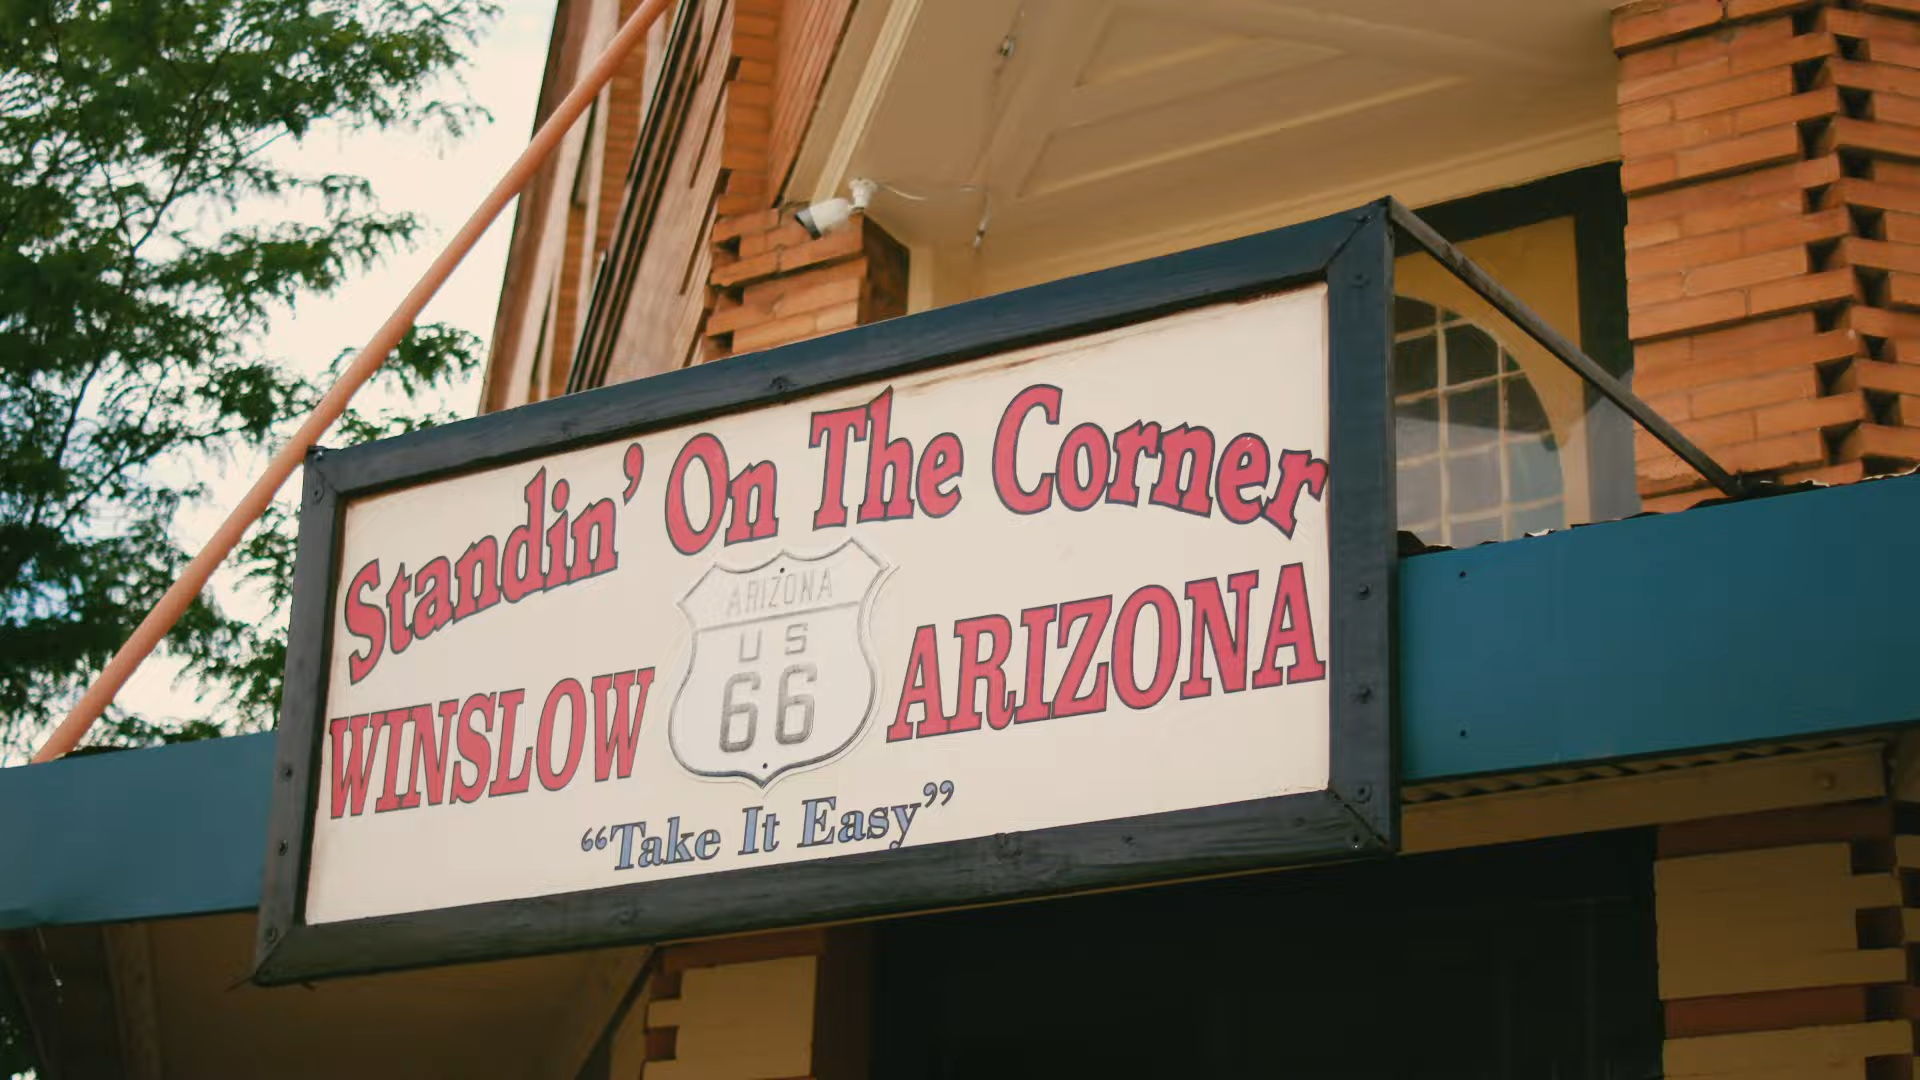 Standin' On The Corner
WINSLOW ARIZONA
ARIZONA
US
66
“Take It Easy”